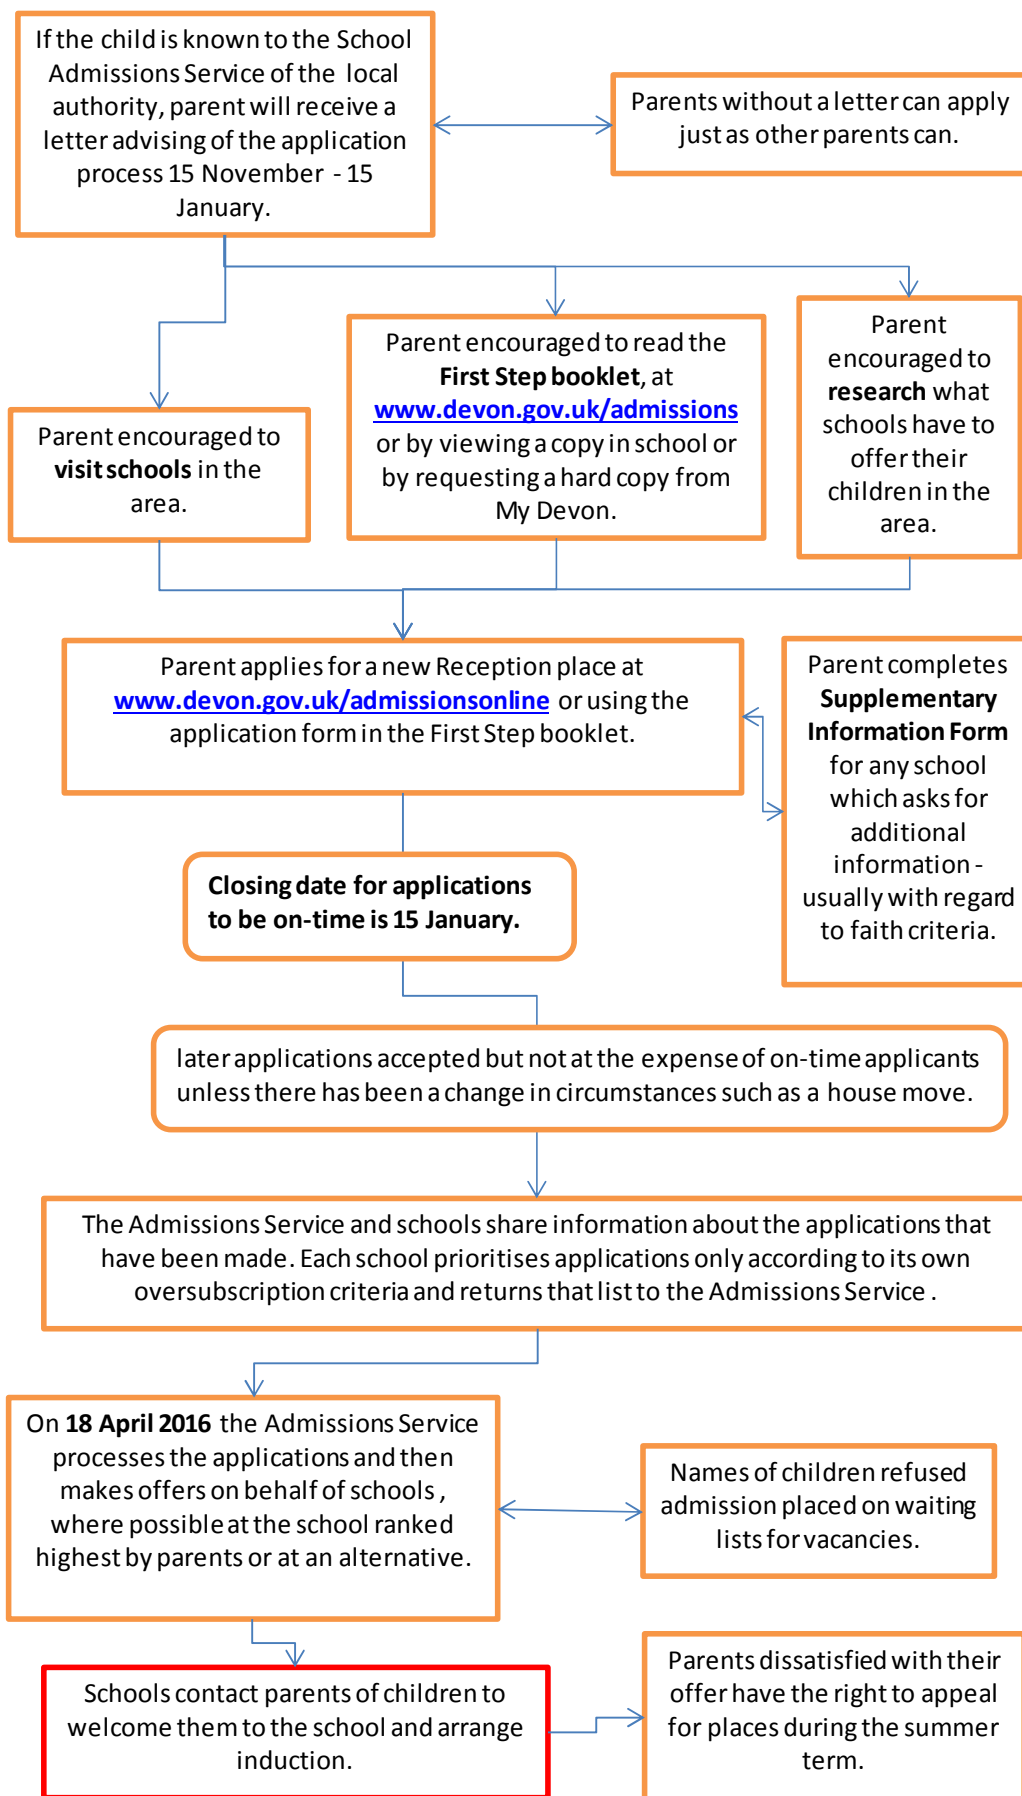 If the child is known to the School
Admissions Service of the local
authority, parent will receive a
letter advising of the application
process 15 November - 15
January.
Parents without a letter can apply
just as other parents can.
Parent encouraged to
visit schools in the
area.
Parent encouraged to read the
First Step booklet, at
www.devon.gov.uk/admissions
or by viewing a copy in school or
by requesting a hard copy from
My Devon.
Parent
encouraged to
research what
schools have to
offer their
children in the
area.
Parent applies for a new Reception place at
www.devon.gov.uk/admissionsonline or using the
application form in the First Step booklet.
Parent completes
Supplementary
Information Form
for any school
which asks for
additional
information -
usually with regard
to faith criteria.
Closing date for applications
to be on-time is 15 January.
later applications accepted but not at the expense of on-time applicants
unless there has been a change in circumstances such as a house move.
The Admissions Service and schools share information about the applications that
have been made. Each school prioritises applications only according to its own
oversubscription criteria and returns that list to the Admissions Service .
On 18 April 2016 the Admissions Service
processes the applications and then
makes offers on behalf of schools ,
where possible at the school ranked
highest by parents or at an alternative.
Names of children refused
admission placed on waiting
lists for vacancies.
Schools contact parents of children to
welcome them to the school and arrange
induction.
Parents dissatisfied with their
offer have the right to appeal
for places during the summer
term.